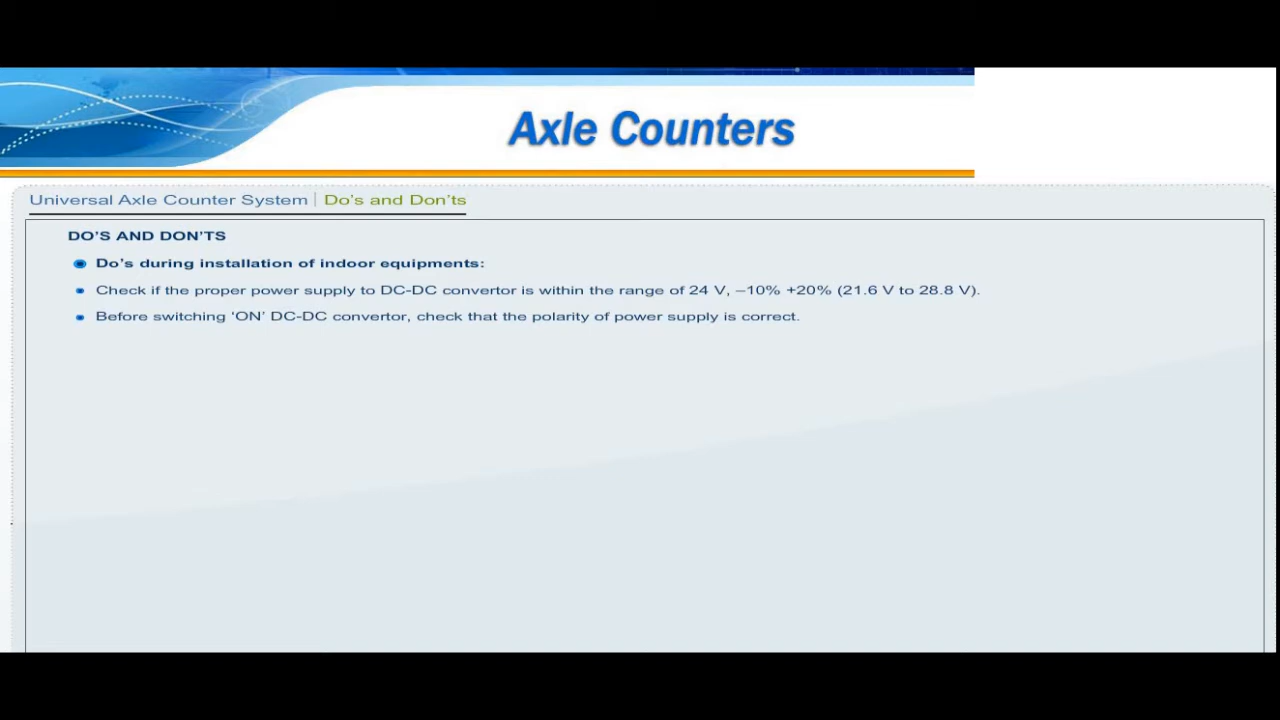 Axle Counters
Universal Axle Counter System | Do’s and Don’ts
DO’S AND DON’TS
Do’s during installation of indoor equipments:
Check if the proper power supply to DC-DC convertor is within the range of 24 V, –10% +20% (21.6 V to 28.8 V).
Before switching ‘ON’ DC-DC convertor, check that the polarity of power supply is correct.